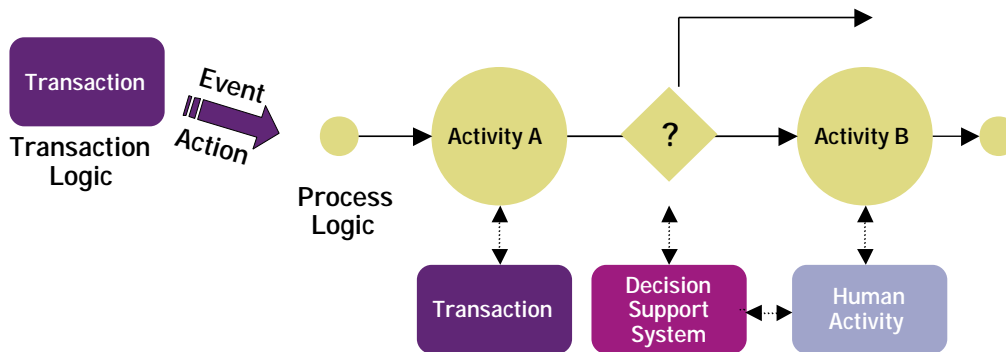 Transaction
Transaction
Logic
Event
Action
Process
Logic
Activity A
?
Activity B
Transaction
Decision
Support
System
Human
Activity